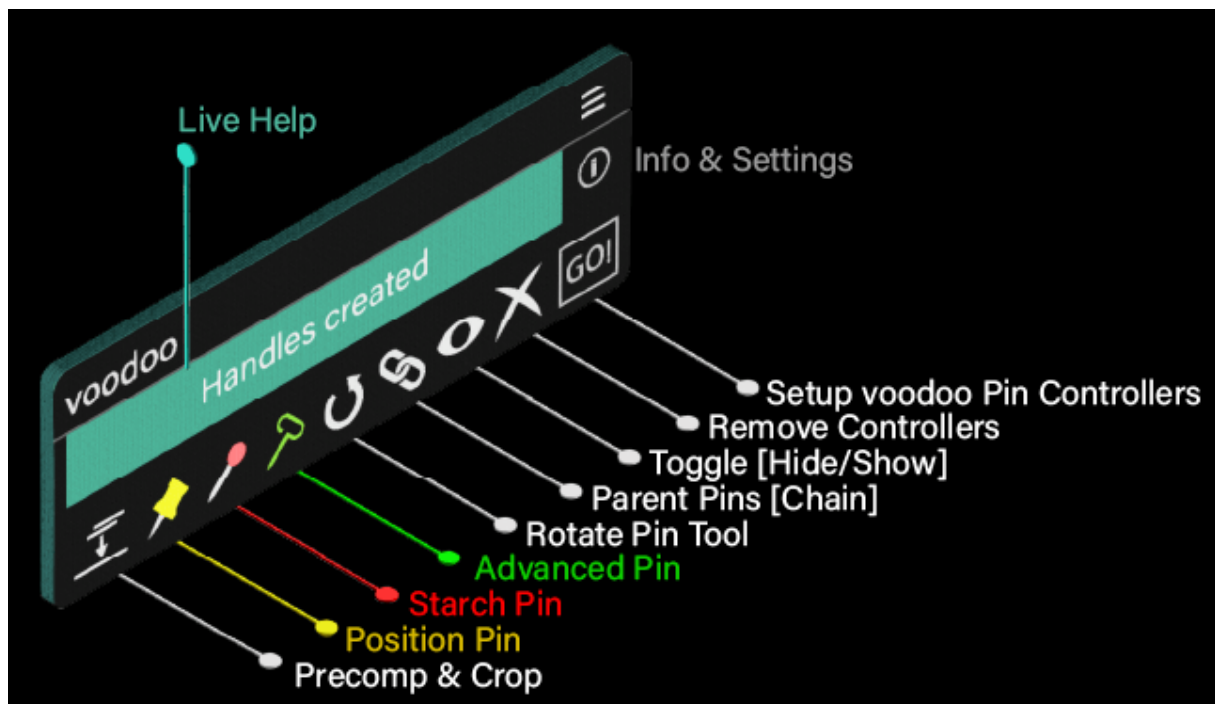 Live Help
Info & Settings
voodoo
Handles created
GO!
Setup voodoo Pin Controllers
Remove Controllers
Toggle [Hide/Show]
Parent Pins [Chain]
Rotate Pin Tool
Advanced Pin
Starch Pin
Position Pin
Precomp & Crop